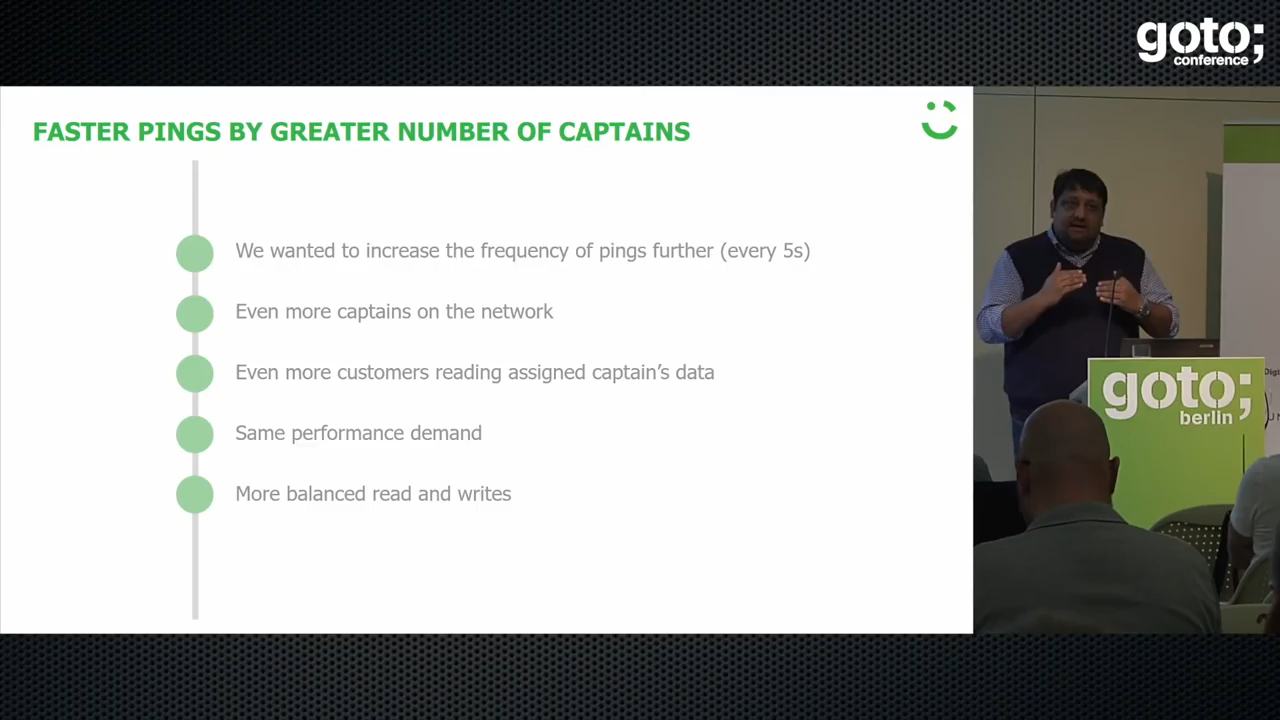 goto;
conference
FASTER PINGS BY GREATER NUMBER OF CAPTAINS
We wanted to increase the frequency of pings further (every 5s)
Even more captains on the network
Even more customers reading assigned captain's data
Same performance demand
More balanced read and writes
goto;
berlin
Digi